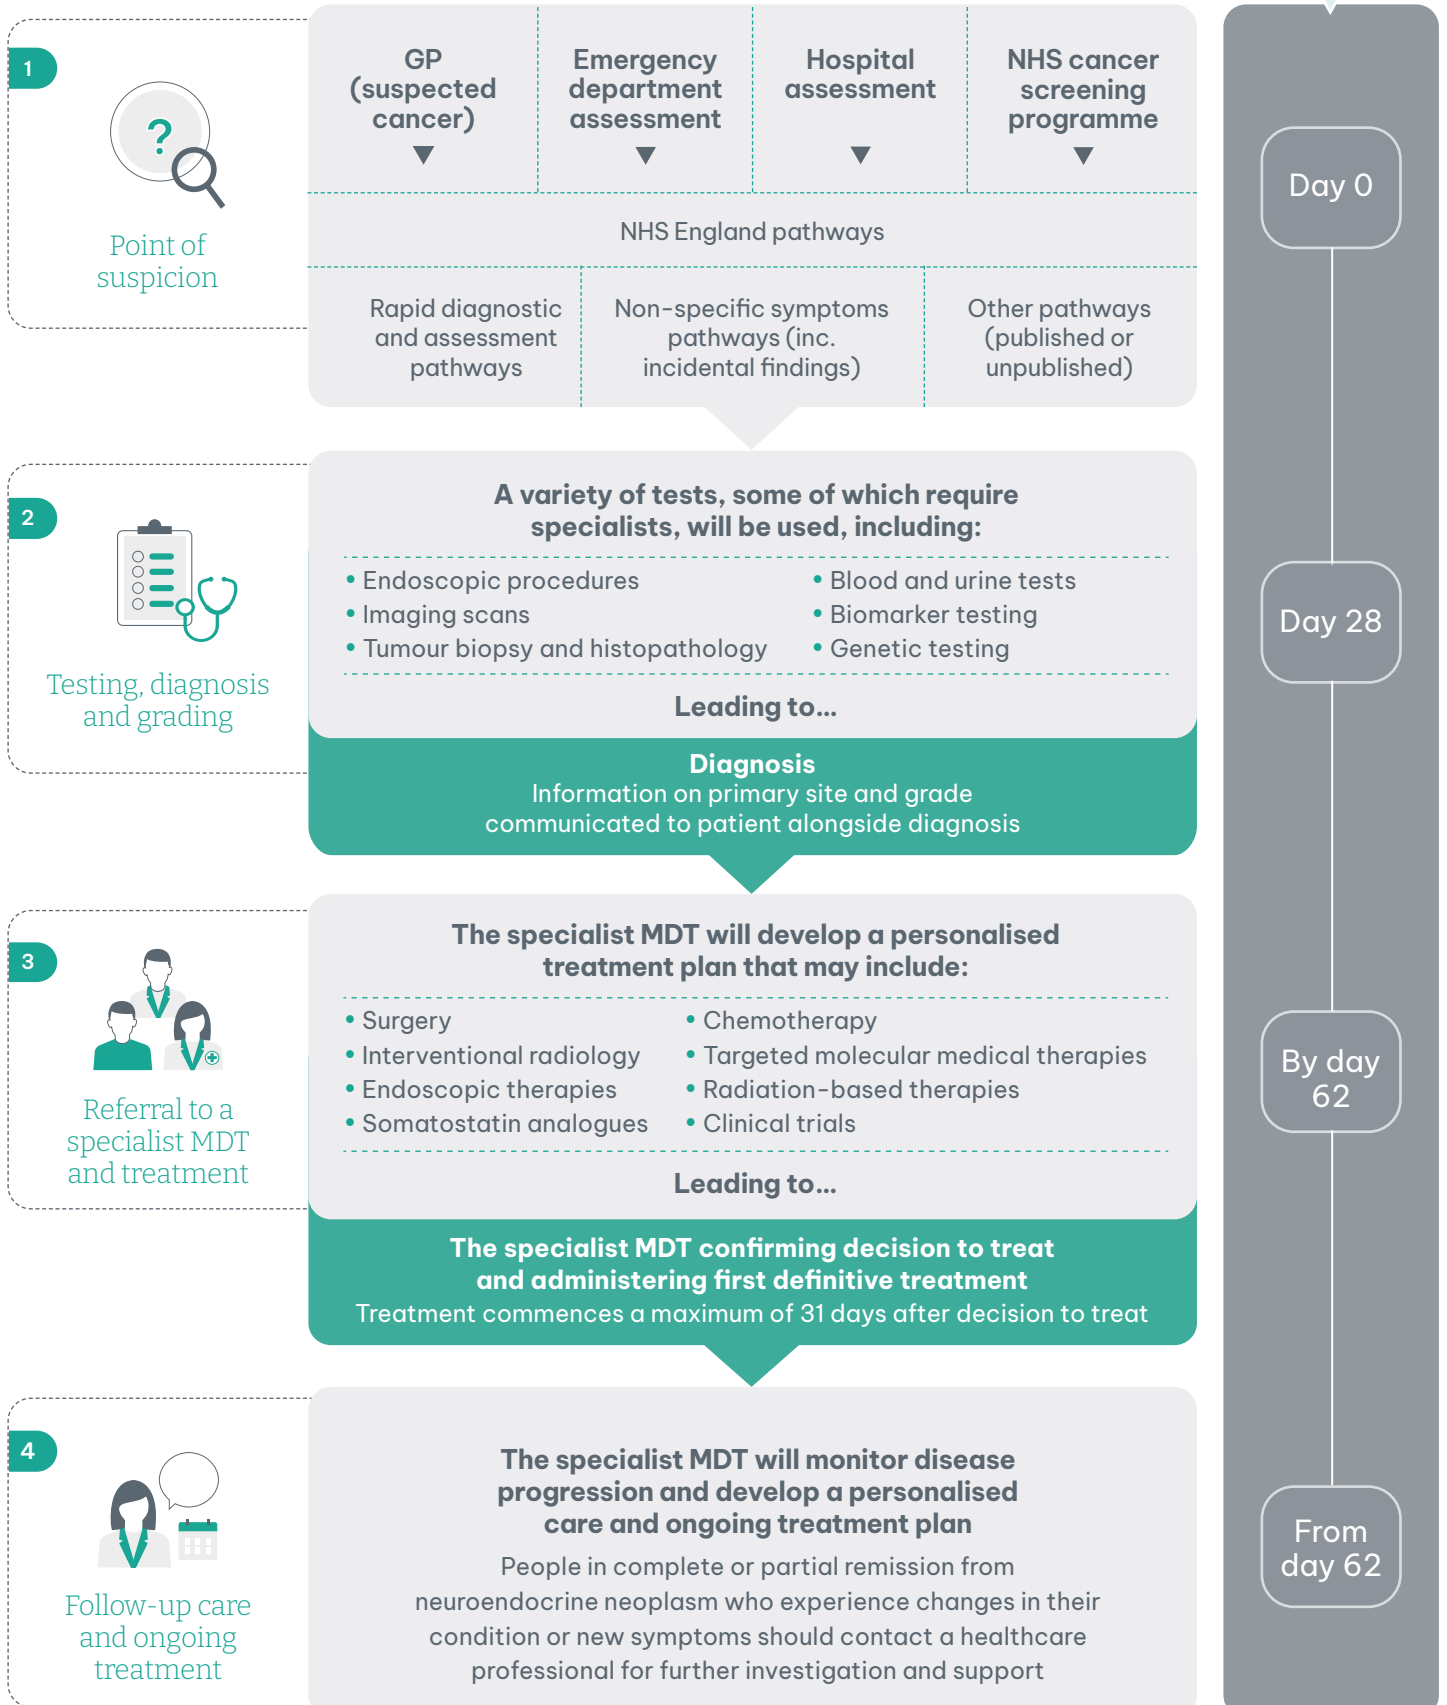 1
?
Point of
suspicion
GP
(suspected
cancer)
Emergency
department
assessment
Hospital
assessment
NHS cancer
screening
programme
NHS England pathways
Rapid diagnostic
and assessment
pathways
Non-specific symptoms
pathways (inc.
incidental findings)
Other pathways
(published or
unpublished)
Day 0
2
Testing, diagnosis
and grading
A variety of tests, some of which require
specialists, will be used, including:
• Endoscopic procedures
• Imaging scans
• Tumour biopsy and histopathology
• Blood and urine tests
• Biomarker testing
• Genetic testing
Leading to...
Diagnosis
Information on primary site and grade
communicated to patient alongside diagnosis
Day 28
3
Referral to a
specialist MDT
and treatment
The specialist MDT will develop a personalised
treatment plan that may include:
• Surgery
• Interventional radiology
• Endoscopic therapies
• Somatostatin analogues
• Chemotherapy
• Targeted molecular medical therapies
• Radiation-based therapies
• Clinical trials
Leading to...
The specialist MDT confirming decision to treat
and administering first definitive treatment
Treatment commences a maximum of 31 days after decision to treat
By day
62
4
Follow-up care
and ongoing
treatment
The specialist MDT will monitor disease
progression and develop a personalised
care and ongoing treatment plan
People in complete or partial remission from
neuroendocrine neoplasm who experience changes in their
condition or new symptoms should contact a healthcare
professional for further investigation and support
From
day 62